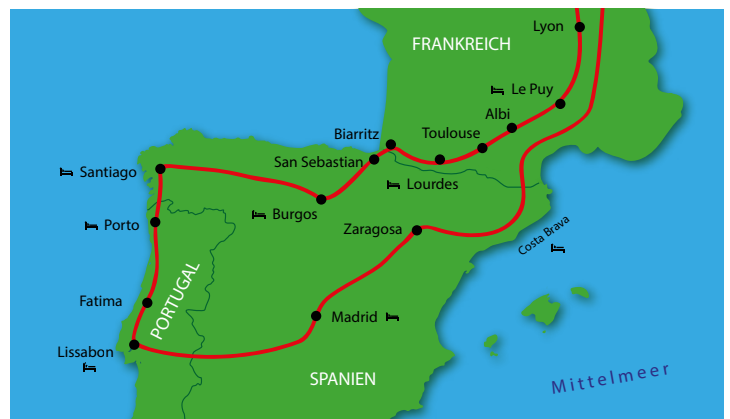 Lyon
FRANKREICH
Le Puy
Albi
Biarritz
Toulouse
San Sebastian
Santiago
Lourdes
Burgos
Porto
Zaragosa
Costa Brava
PORTUGAL
Fatima
Madrid
Lissabon
SPANIEN
Mittelmeer